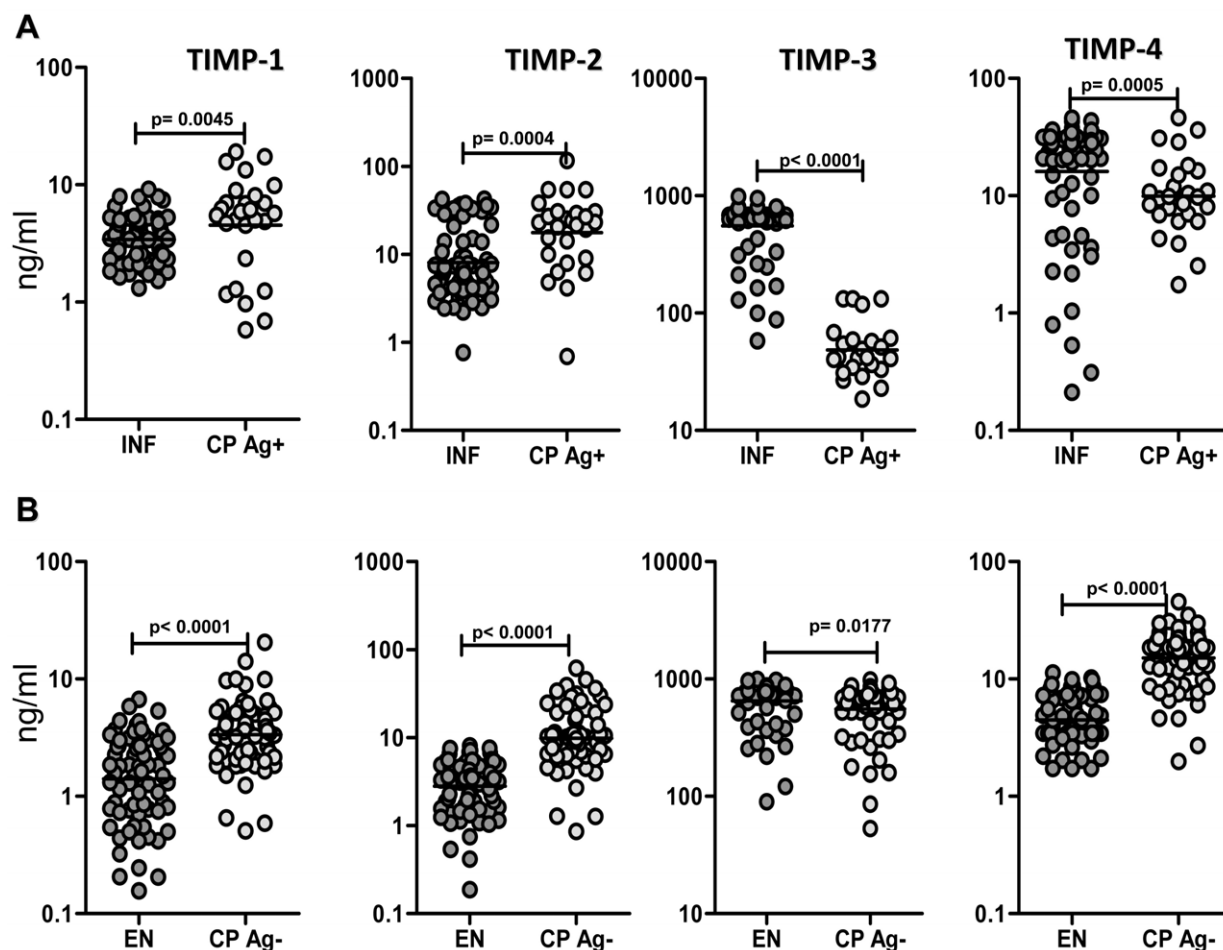 A
TIMP-1 TIMP-2 TIMP-3 TIMP-4
100 1000 10000 100
p= 0.0045 p= 0.0004 p< 0.0001 p= 0.0005
10 100 1000 10
ng/ml
1 10 100 1
1
0.1 0.1 10 0.1
INF CP Ag+ INF CP Ag+ INF CP Ag+ INF CP Ag+
B
100 1000 10000 100
p< 0.0001 p< 0.0001 p= 0.0177 p< 0.0001
100
10 10 1000 10
ng/ml
1 1 100 1
0.1 0.1 10 0.1
EN CP Ag- EN CP Ag- EN CP Ag- EN CP Ag-